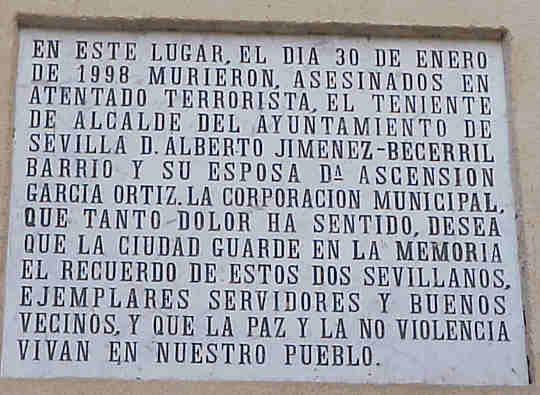 EN ESTE LUGAR, EL DIA 30 DE ENERO
DE 1998 MURIERON, ASESINADOS EN
ATENTADO TERRORISTA, EL TENIENTE
DE ALCALDE DEL AYUNTAMIENTO DE
SEVILLA D. ALBERTO JIMENEZ-BECERRIL
BARRIO Y SU ESPOSA Dª ASCENSION
GARCIA ORTIZ. LA CORPORACION MUNICIPAL,
QUE TANTO DOLOR HA SENTIDO, DESEA
QUE LA CIUDAD GUARDE EN LA MEMORIA
EL RECUERDO DE ESTOS DOS SEVILLANOS,
EJEMPLARES SERVIDORES Y BUENOS
VECINOS, Y QUE LA PAZ Y LA NO VIOLENCIA
VIVAN EN NUESTRO PUEBLO.